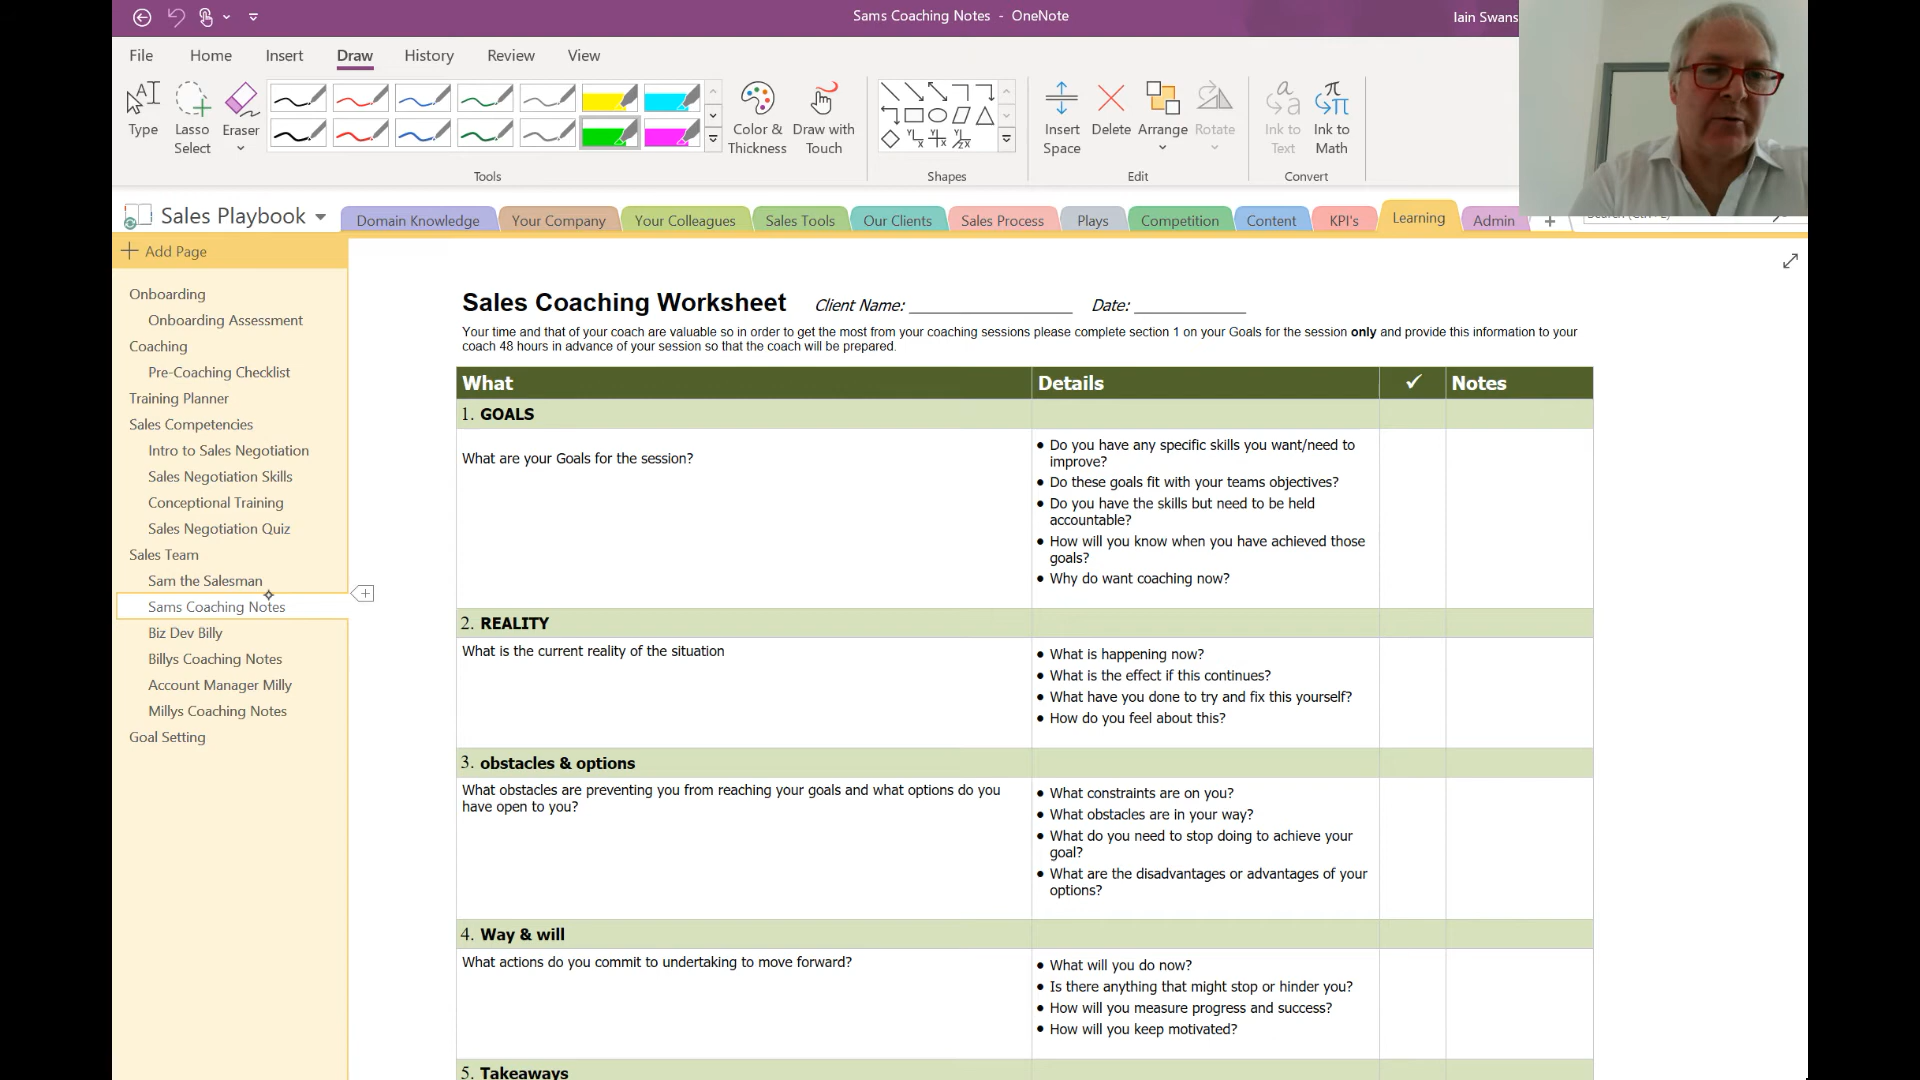 Sams Coaching Notes - OneNote
Iain Swans
File Home Insert Draw History Review View
Type
Lasso
Select
Eraser
Color &
Thickness
Draw with
Touch
Insert
Space
Delete
Arrange
Rotate
Ink to
Text
Ink to
Math
Tools
Shapes
Edit
Convert
Sales Playbook
Domain Knowledge
Your Company
Your Colleagues
Sales Tools
Our Clients
Sales Process
Plays
Competition
Content
KPI's
Learning
Admin
Add Page
Onboarding
Onboarding Assessment
Coaching
Pre-Coaching Checklist
Training Planner
Sales Competencies
Intro to Sales Negotiation
Sales Negotiation Skills
Conceptional Training
Sales Negotiation Quiz
Sales Team
Sam the Salesman
Sams Coaching Notes
Biz Dev Billy
Billys Coaching Notes
Account Manager Milly
Millys Coaching Notes
Goal Setting
Sales Coaching Worksheet Client Name: ____________________ Date: ______________
Your time and that of your coach are valuable so in order to get the most from your coaching sessions please complete section 1 on your Goals for the session only and provide this information to your
coach 48 hours in advance of your session so that the coach will be prepared.
What Details ✓ Notes
1. GOALS
What are your Goals for the session?
• Do you have any specific skills you want/need to
improve?
• Do these goals fit with your teams objectives?
• Do you have the skills but need to be held
accountable?
• How will you know when you have achieved those
goals?
• Why do want coaching now?
2. REALITY
What is the current reality of the situation
• What is happening now?
• What is the effect if this continues?
• What have you done to try and fix this yourself?
• How do you feel about this?
3. obstacles & options
What obstacles are preventing you from reaching your goals and what options do you
have open to you?
• What constraints are on you?
• What obstacles are in your way?
• What do you need to stop doing to achieve your
goal?
• What are the disadvantages or advantages of your
options?
4. Way & will
What actions do you commit to undertaking to move forward?
• What will you do now?
• Is there anything that might stop or hinder you?
• How will you measure progress and success?
• How will you keep motivated?
5. Takeaways